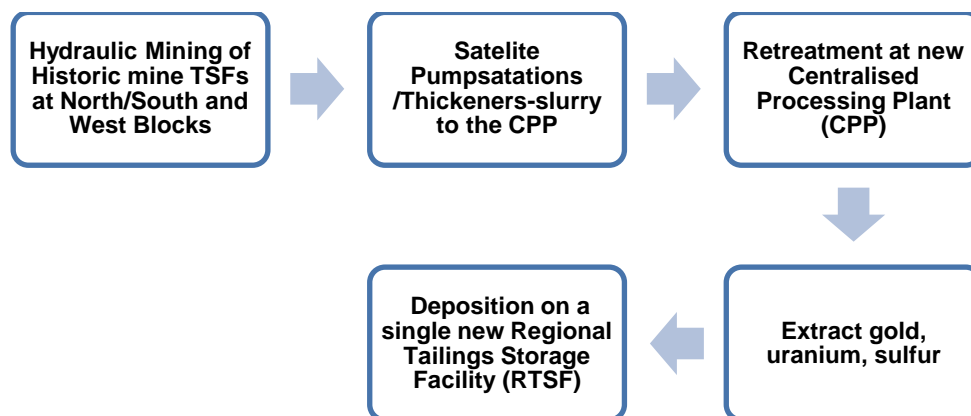 Hydraulic Mining of
Historic mine TSFs
at North/South and
West Blocks
Satelite
Pumpsatations
/Thickeners-slurry
to the CPP
Retreatment at new
Centralised
Processing Plant
(CPP)
Extract gold,
uranium, sulfur
Deposition on a
single new Regional
Tailings Storage
Facility (RTSF)